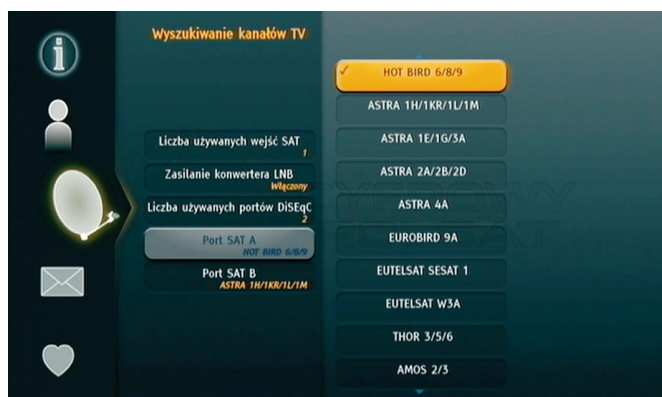 Wyszukiwanie kanałów TV
Liczba używanych wejść SAT
1
Zasilanie konwertera LNB
Włączony
Liczba używanych portów DiSEqC
2
Port SAT A
HOT BIRD 6/8/9
Port SAT B
ASTRA 1H/1KR/1L/1M
HOT BIRD 6/8/9
ASTRA 1H/1KR/1L/1M
ASTRA 1E/1G/3A
ASTRA 2A/2B/2D
ASTRA 4A
EUROBIRD 9A
EUTELSAT SESAT 1
EUTELSAT W3A
THOR 3/5/6
AMOS 2/3